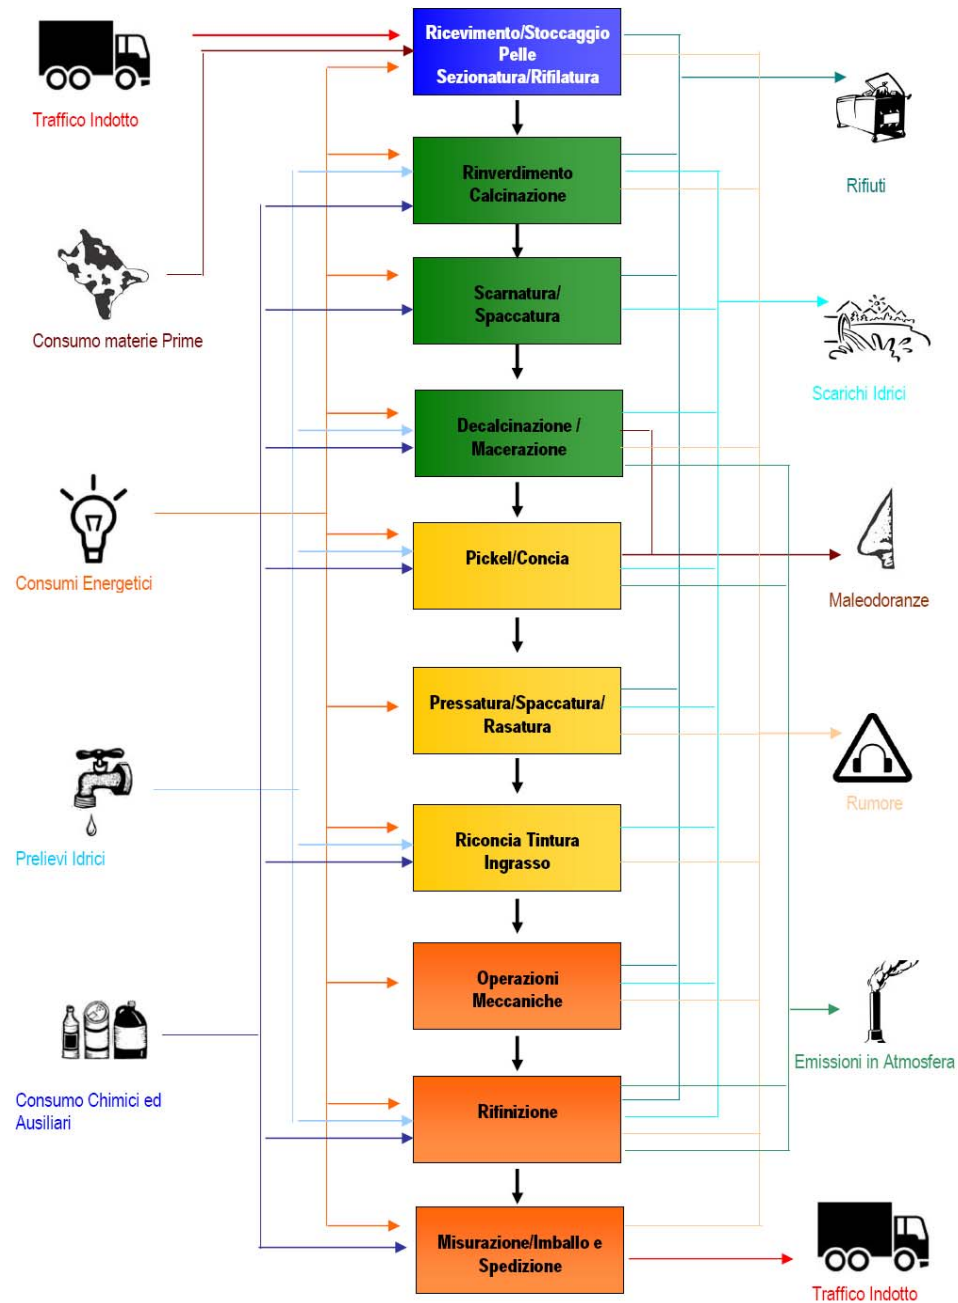 Ricevimento/Stoccaggio
Pelle
Sezionatura/Rifilatura
Traffico Indotto
Rinverdimento
Calcinazione
Rifiuti
Scarnatura/
Spaccatura
Consumo materie Prime
Scarichi Idrici
Decalcinazione /
Macerazione
Pickel/Concia
Consumi Energetici
Maleodoranze
Pressatura/Spaccatura/
Rasatura
Rumore
Riconcia Tintura
Ingrasso
Prelievi Idrici
Operazioni
Meccaniche
Emissioni in Atmosfera
Consumo Chimici ed
Ausiliari
Rifinizione
Misurazione/Imballo e
Spedizione
Traffico Indotto